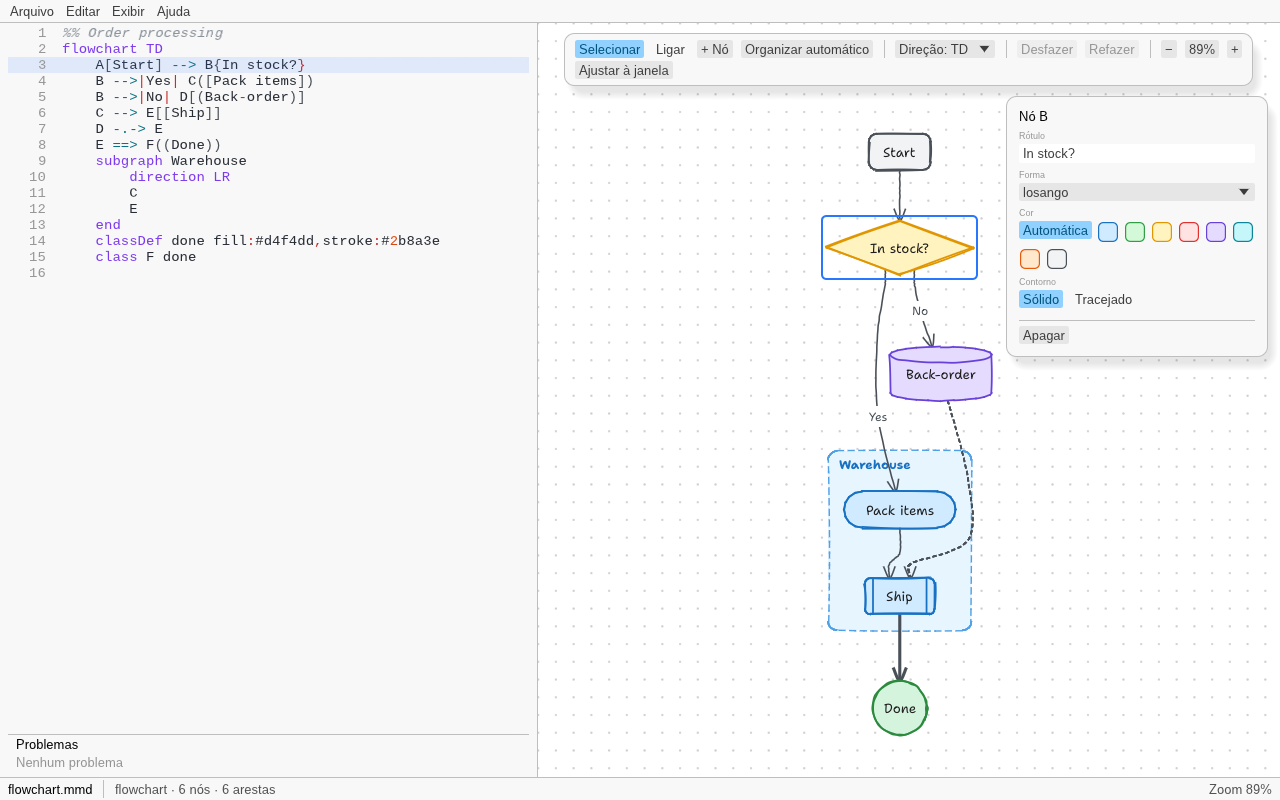 Arquivo Editar Exibir Ajuda
1 %% Order processing
2 flowchart TD
3 A[Start] --> B{In stock?}
4 B -->|Yes| C([Pack items])
5 B -->|No| D[(Back-order)]
6 C --> E[[Ship]]
7 D -.-> E
8 E ==> F((Done))
9 subgraph Warehouse
10 direction LR
11 C
12 E
13 end
14 classDef done fill:#d4f4dd,stroke:#2b8a3e
15 class F done
16
Problemas
Nenhum problema
Selecionar Ligar + Nó Organizar automático Direção: TD Desfazer Refazer − 89% +
Ajustar à janela
Start
In stock?
No
Back-order
Yes
Warehouse
Pack items
Ship
Done
Nó B
Rótulo
In stock?
Forma
losango
Cor
Automática
Contorno
Sólido Tracejado
Apagar
flowchart.mmd flowchart · 6 nós · 6 arestas Zoom 89%